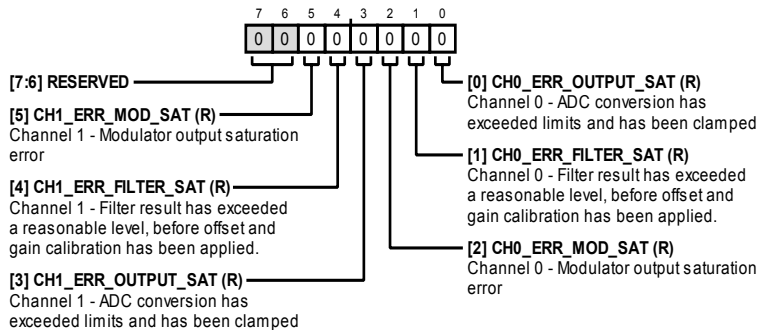 7 6 5 4 3 2 1 0
0 0 0 0 0 0 0 0
[7:6] RESERVED
[5] CH1_ERR_MOD_SAT (R)
Channel 1 - Modulator output saturation
error
[4] CH1_ERR_FILTER_SAT (R)
Channel 1 - Filter result has exceeded
a reasonable level, before offset and
gain calibration has been applied.
[3] CH1_ERR_OUTPUT_SAT (R)
Channel 1 - ADC conversion has
exceeded limits and has been clamped
[0] CH0_ERR_OUTPUT_SAT (R)
Channel 0 - ADC conversion has
exceeded limits and has been clamped
[1] CH0_ERR_FILTER_SAT (R)
Channel 0 - Filter result has exceeded
a reasonable level, before offset and
gain calibration has been applied.
[2] CH0_ERR_MOD_SAT (R)
Channel 0 - Modulator output saturation
error